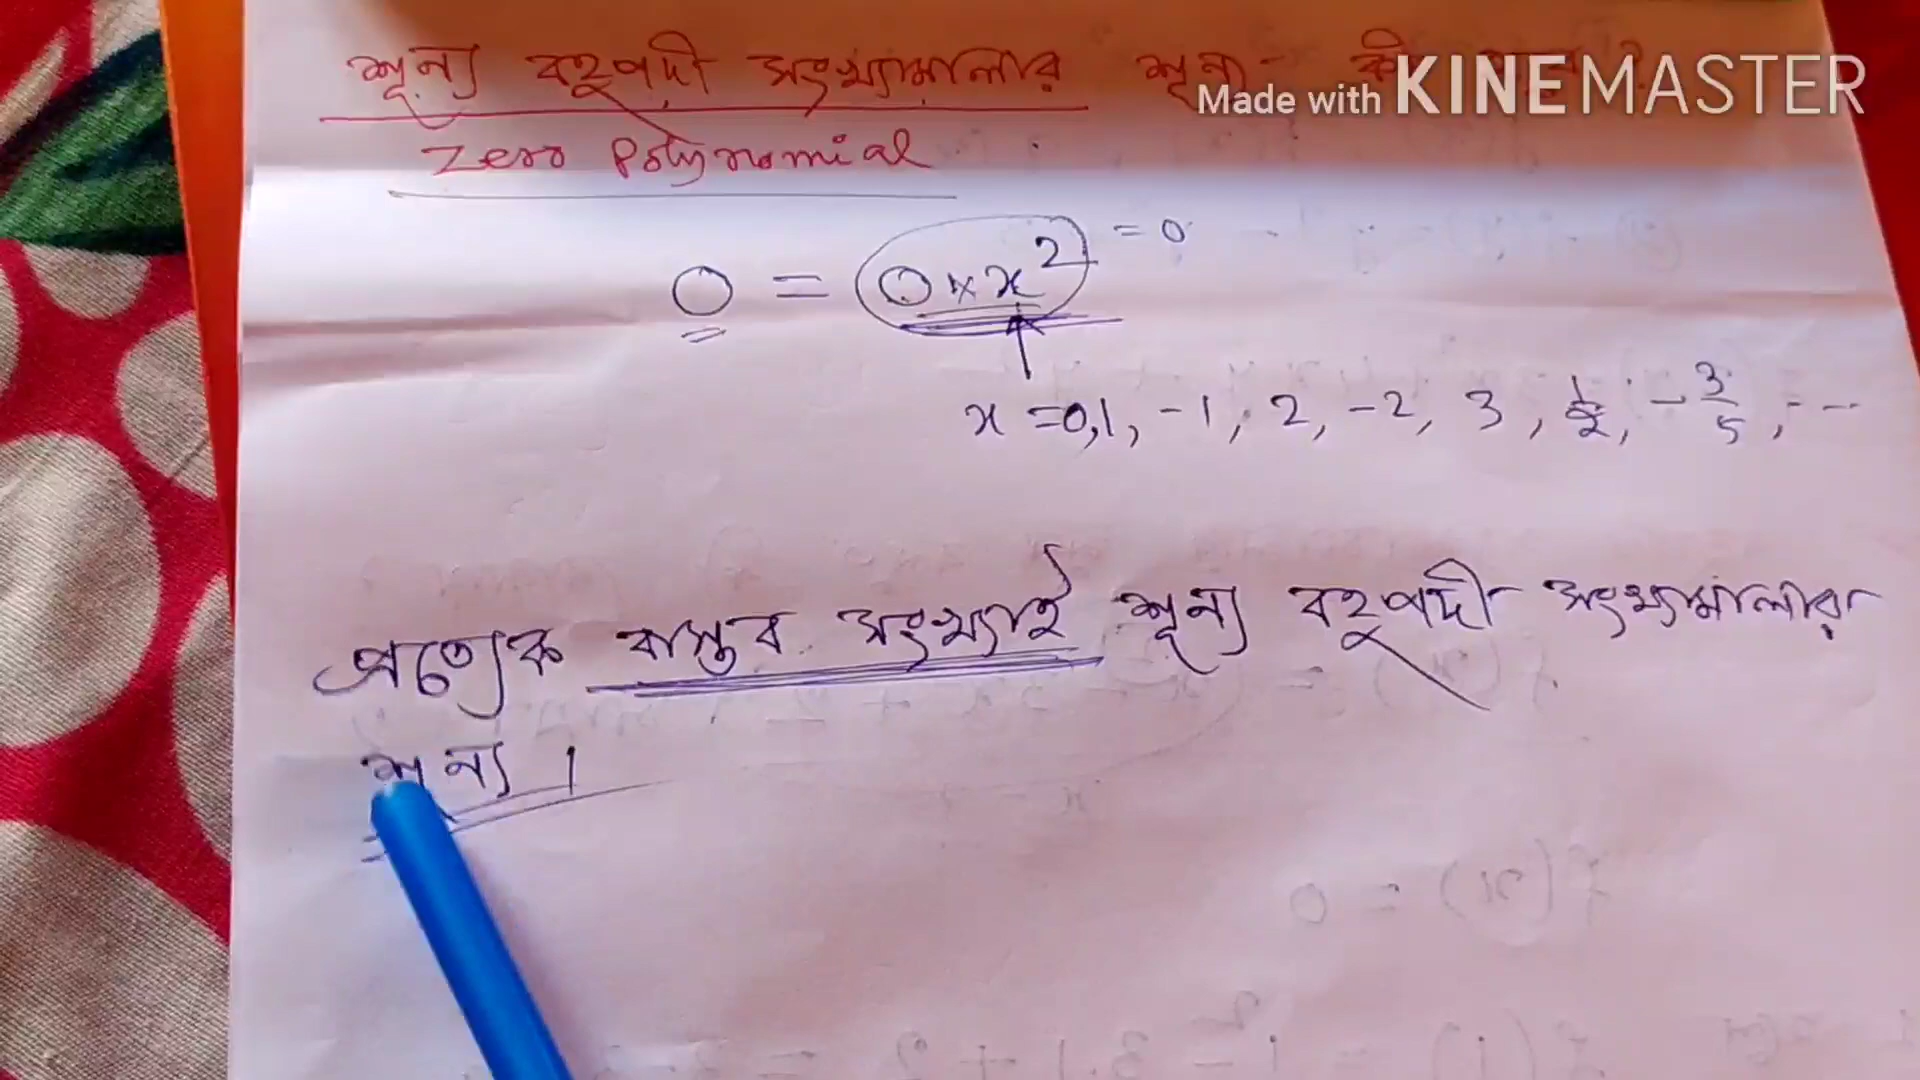 শূন্য বহুপদী সংখ্যামালার শূন্য
Made with KINEMASTER
Zero Polynomial
0 = 0×x² = 0
x = 0,1, -1, 2, -2, 3, 1/2, -3/5, --
প্রত্যেক বাস্তব সংখ্যাই শূন্য বহুপদী সংখ্যামালার
শূন্য ।